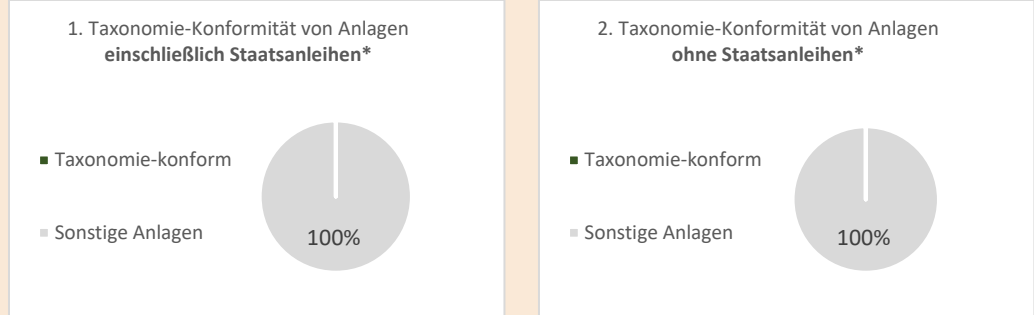 1. Taxonomie-Konformität von Anlagen
einschließlich Staatsanleihen*
Taxonomie-konform
Sonstige Anlagen
100%
2. Taxonomie-Konformität von Anlagen
ohne Staatsanleihen*
Taxonomie-konform
Sonstige Anlagen
100%